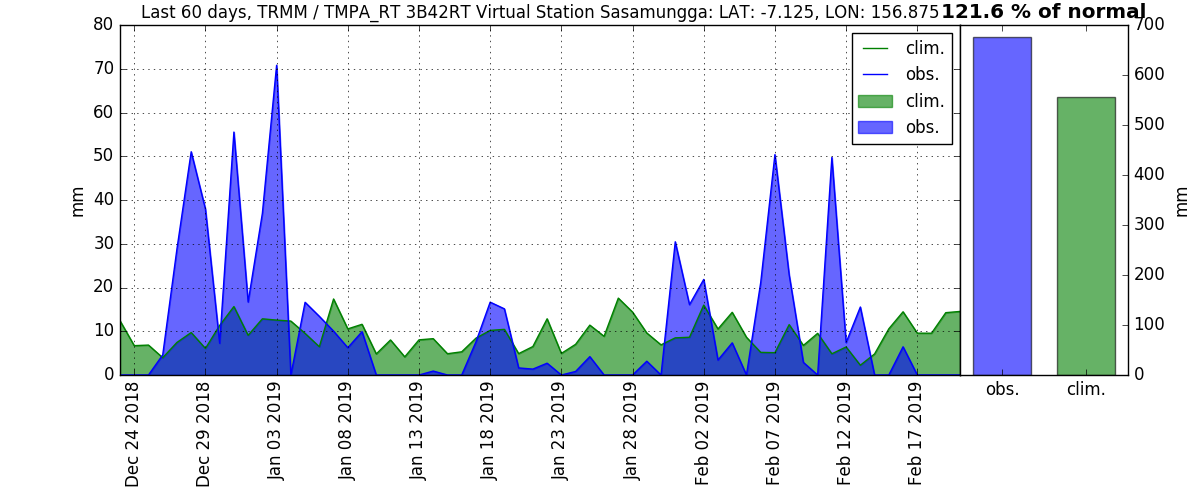 Last 60 days, TRMM / TMPA_RT 3B42RT Virtual Station Sasamungga: LAT: -7.125, LON: 156.875
121.6 % of normal
80
70
60
50
40
30
20
10
0
mm
clim.
obs.
clim.
obs.
Dec 24 2018
Dec 29 2018
Jan 03 2019
Jan 08 2019
Jan 13 2019
Jan 18 2019
Jan 23 2019
Jan 28 2019
Feb 02 2019
Feb 07 2019
Feb 12 2019
Feb 17 2019
700
600
500
400
300
200
100
0
mm
obs.
clim.